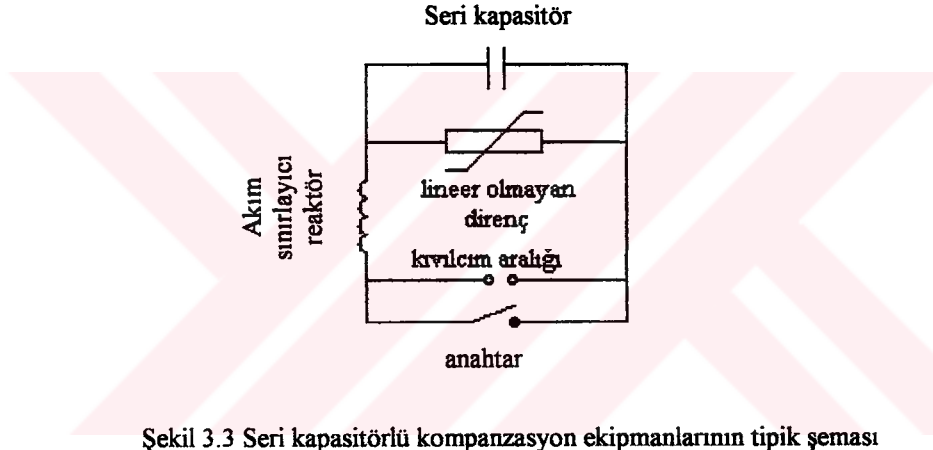 Seri kapasitör
Akım
sınırlayıcı
reaktör
lineer olmayan
direnç
kıvılcım aralığı
anahtar
Şekil 3.3 Seri kapasitörlü kompanzasyon ekipmanlarının tipik şeması